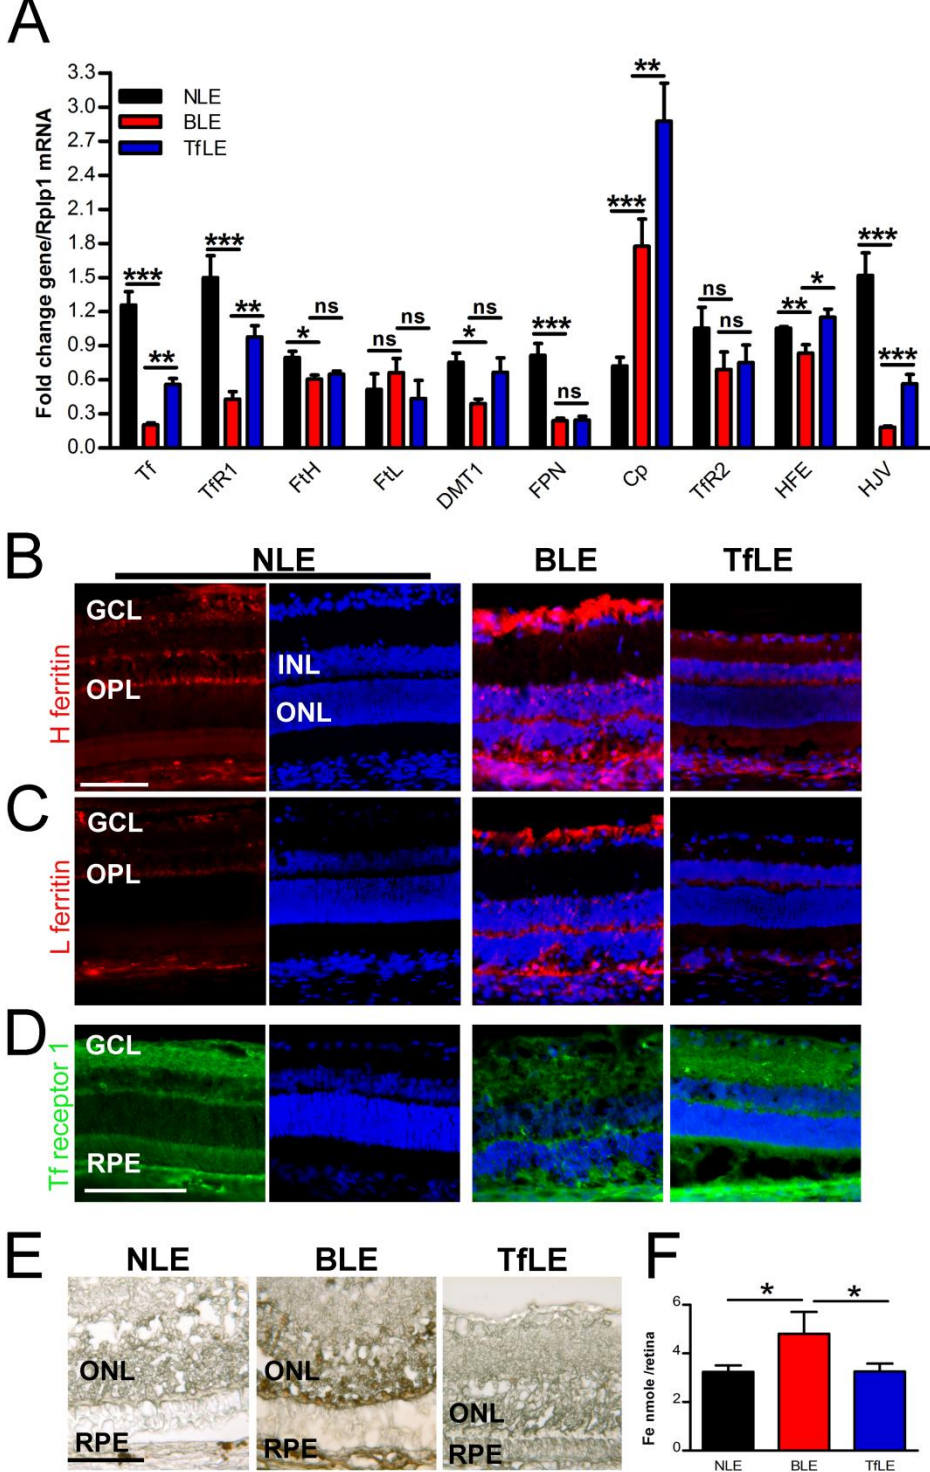 A
Fold change gene/Rplp1 mRNA
3.3
3.0
2.7
2.4
2.1
1.8
1.5
1.2
0.9
0.6
0.3
0.0
NLE
BLE
TfLE
*** **
*** **
* ns
ns ns
* ns
*** ns
*** **
ns ns
** *
*** ***
Tf TfR1 FtH FtL DMT1 FPN Cp TfR2 HFE HJV
B NLE BLE TfLE
H ferritin
GCL
INL
OPL
ONL
C
L ferritin
GCL
OPL
D
Tf receptor 1
GCL
RPE
E NLE BLE TfLE
ONL ONL ONL
RPE RPE RPE
F
Fe nmole /retina
6
4
2
0
* *
NLE BLE TfLE